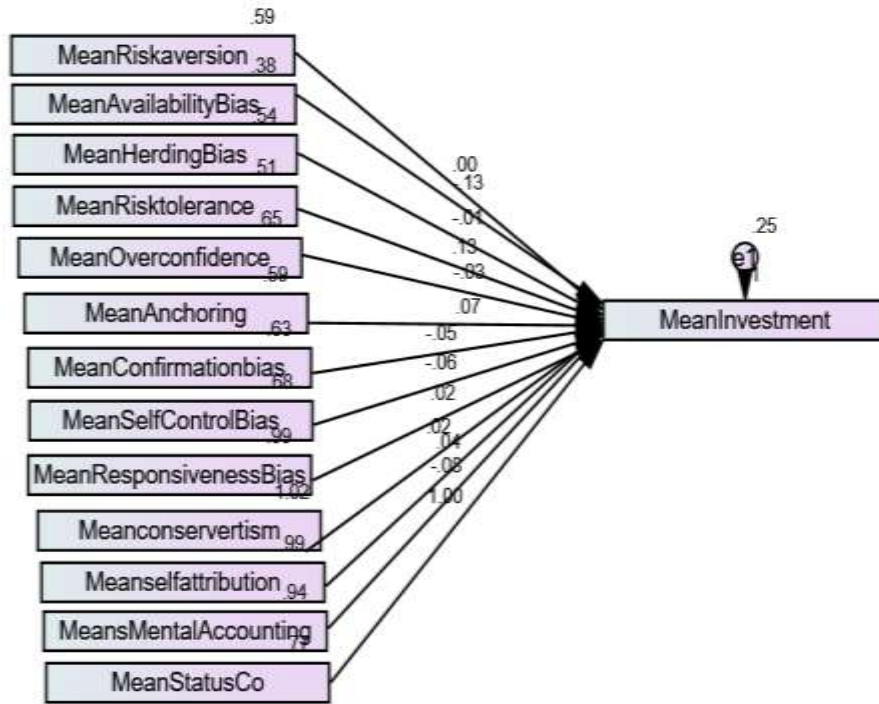 .59
MeanRiskaversion
.38
MeanAvailabilityBias
.54
MeanHerdingBias
.51
MeanRisktolerance
.65
MeanOverconfidence
.59
MeanAnchoring
.63
MeanConfirmationbias
.68
MeanSelfControlBias
.99
MeanResponsivenessBias
1.02
Meanconservertism
.99
Meanselfattribution
.94
MeansMentalAccounting
.77
MeanStatusCo
.00
-.13
-.01
.13
-.03
.07
-.05
-.06
.02
.02
.04
-.08
1.00
.25
e1
1
MeanInvestment